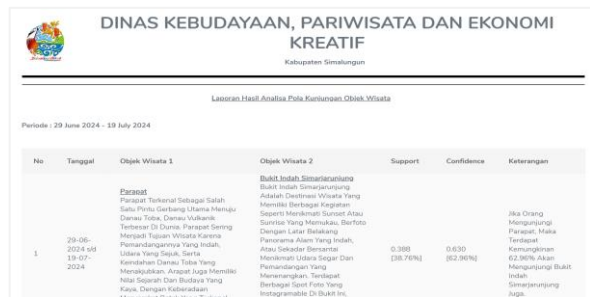 DINAS KEBUDAYAAN, PARIWISATA DAN EKONOMI
KREATIF
Kabupaten Simalungun
Laporan Hasil Analisa Pola Kunjungan Objek Wisata
Periode : 29 June 2024 - 19 July 2024
No Tanggal Objek Wisata 1 Objek Wisata 2 Support Confidence Keterangan
1
29-06-
2024 s/d
19-07-
2024
Parapat
Parapat Terkenal Sebagai Salah
Satu Pintu Gerbang Utama Menuju
Danau Toba, Danau Vulkanik
Terbesar Di Dunia. Parapat Sering
Menjadi Tujuan Wisata Karena
Pemandangannya Yang Indah,
Udara Yang Sejuk, Serta
Keindahan Danau Toba Yang
Menakjubkan. Arapat Juga Memiliki
Nilai Sejarah Dan Budaya Yang
Kaya, Dengan Keberadaan
Bukit Indah Simarjarunjung
Bukit Indah Simarjarunjung
Adalah Destinasi Wisata Yang
Memiliki Berbagai Kegiatan
Seperti Menikmati Sunset Atau
Sunrise Yang Memukau, Berfoto
Dengan Latar Belakang
Panorama Alam Yang Indah,
Atau Sekadar Bersantai
Menikmati Udara Segar Dan
Pemandangan Yang
Menenangkan. Terdapat
Berbagai Spot Foto Yang
Instagramable Di Bukit Ini,
0.388
[38.76%]
0.630
[62.96%]
Jika Orang
Mengunjungi
Parapat, Maka
Terdapat
Kemungkinan
62.96% Akan
Mengunjungi Bukit
Indah
Simarjarunjung
Juga.